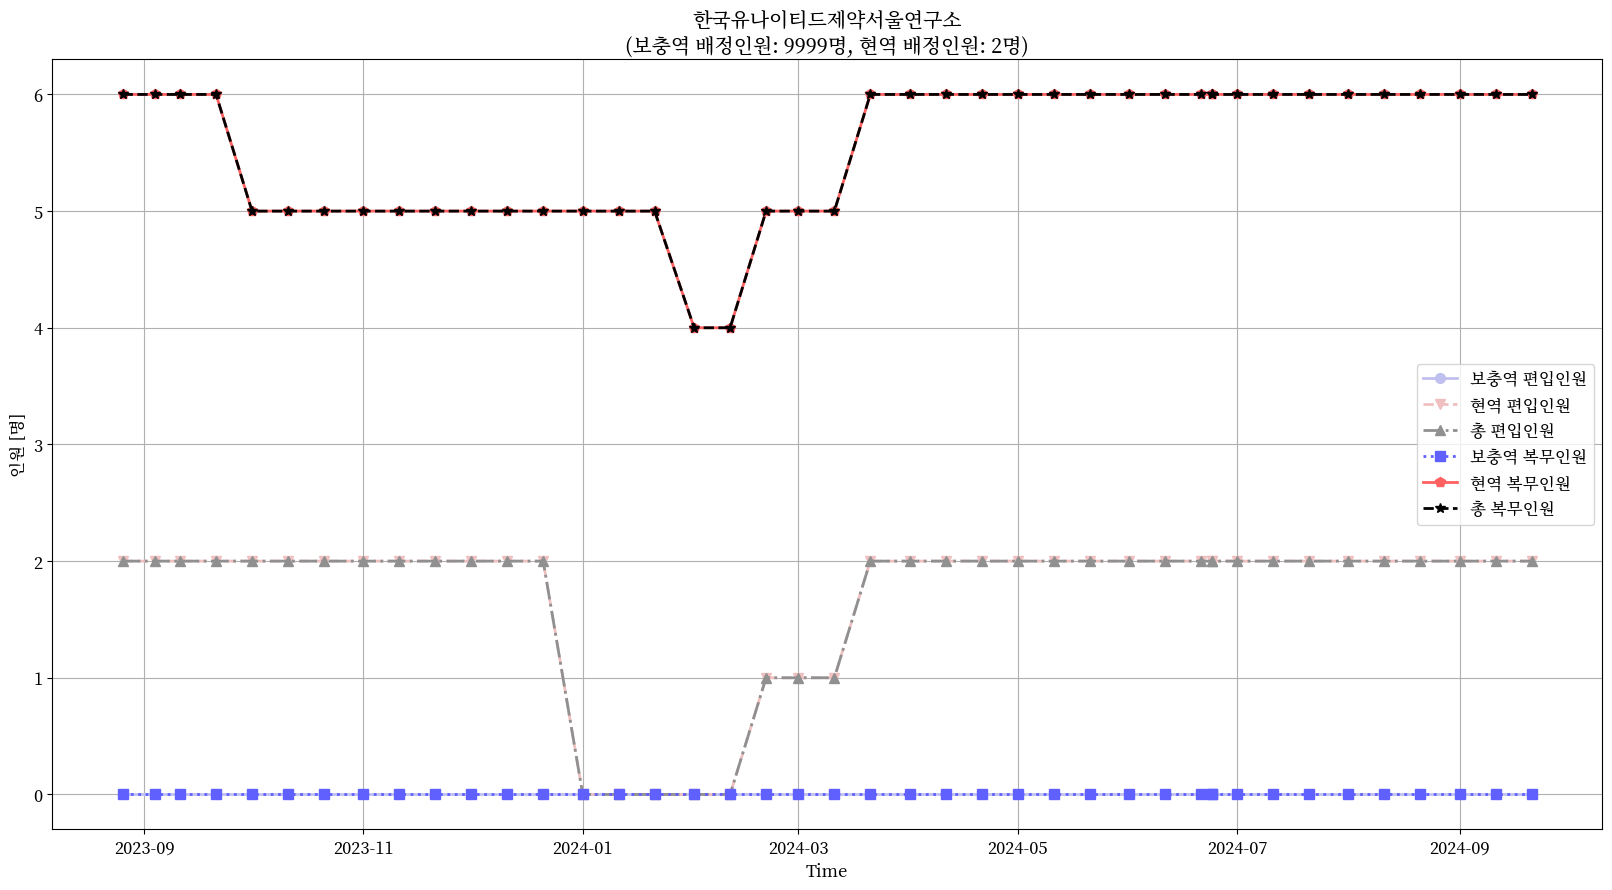 한국유나이티드제약서울연구소
(보충역 배정인원: 9999명, 현역 배정인원: 2명)
6
5
4
3
2
1
0
인원 [명]
보충역 편입인원
현역 편입인원
총 편입인원
보충역 복무인원
현역 복무인원
총 복무인원
2023-09 2023-11 2024-01 2024-03 2024-05 2024-07 2024-09
Time